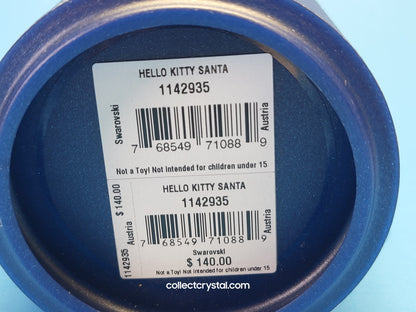 HELLO KITTY SANTA
1142935
Swarovski
Austria
7 68549 71088 9
Not a Toy! Not intended for children under 15
HELLO KITTY SANTA
1142935
$ 140.00
1142935 Austria
7 68549 71088 9
Swarovski
$ 140.00
Not a Toy! Not intended for children under 15
collectcrystal.com